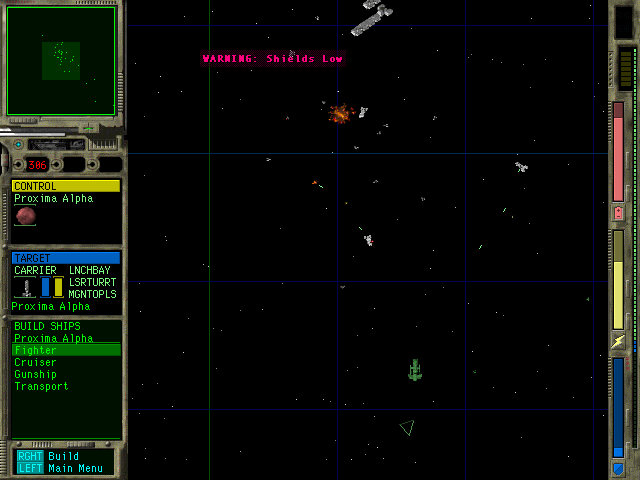 WARNING: Shields Low
306
CONTROL
Proxima Alpha
TARGET
CARRIER LNCHBAY
LSRTURRT
MGNTOPLS
Proxima Alpha
BUILD SHIPS
Proxima Alpha
Fighter
Cruiser
Gunship
Transport
RGHT Build
LEFT Main Menu